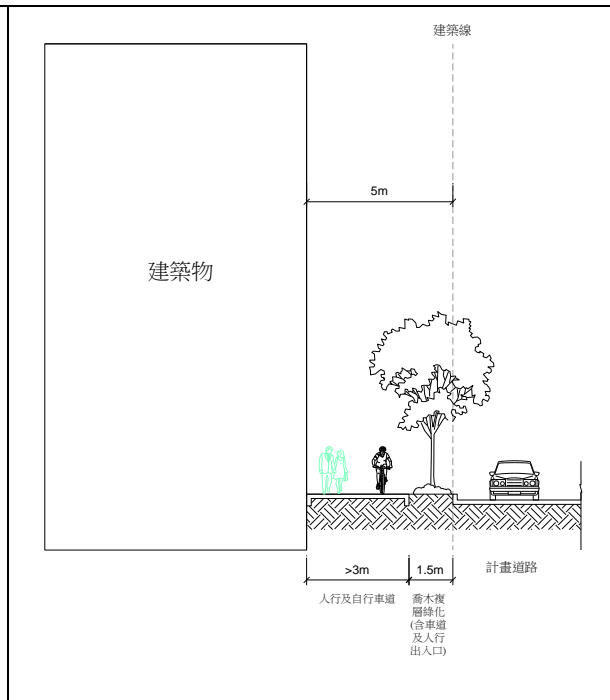 建築線
5m
建築物
>3m
1.5m
計畫道路
人行及自行車道
喬木複
層綠化
(含車道
及人行
出入口)